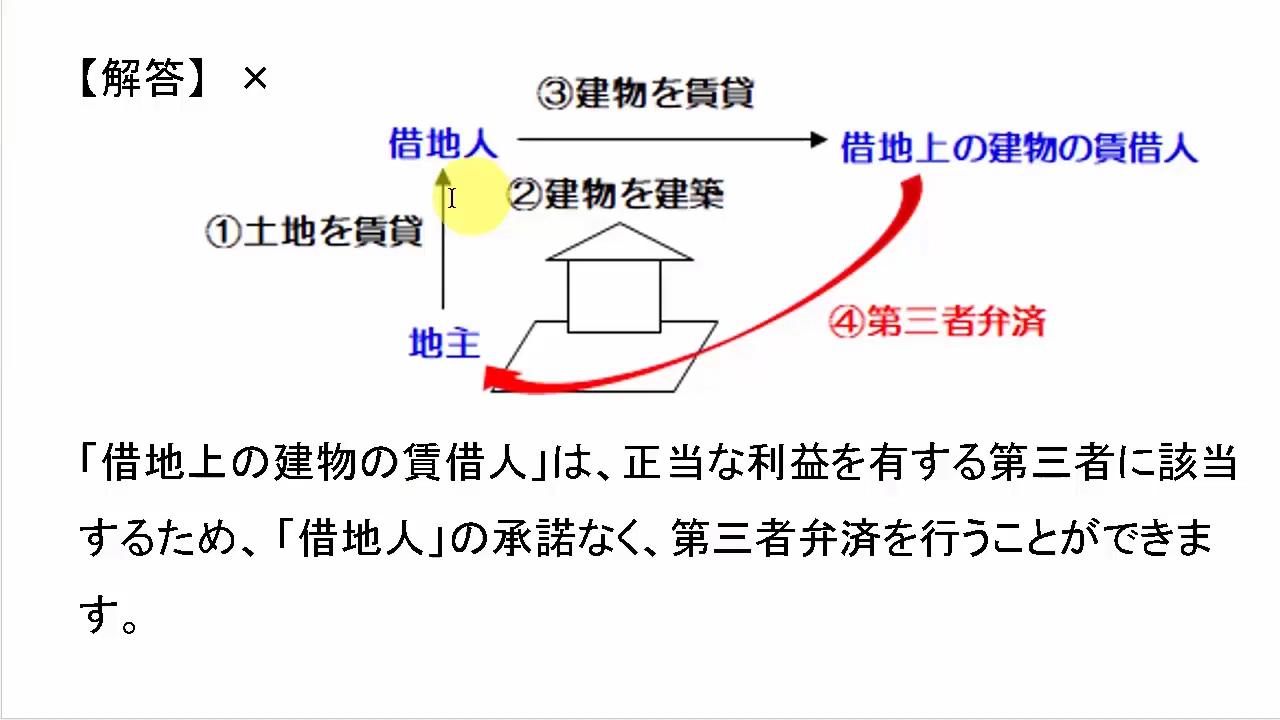 【解答】 ×
③建物を賃貸
借地人
借地上の建物の賃借人
②建物を建築
①土地を賃貸
④第三者弁済
地主
「借地上の建物の賃借人」は、正当な利益を有する第三者に該当
するため、「借地人」の承諾なく、第三者弁済を行うことができま
す。